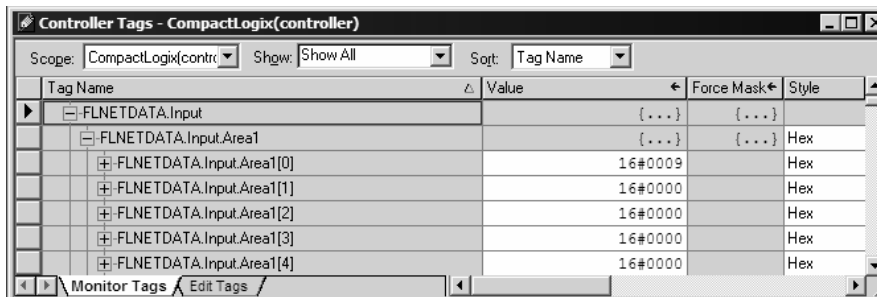 Controller Tags - CompactLogix(controller)
Scope: CompactLogix(contro Show: Show All Sort: Tag Name
Tag Name Value Force Mask Style
FLNETDATA.Input {...} {...}
FLNETDATA.Input.Area1 {...} {...} Hex
FLNETDATA.Input.Area1[0] 16#0009 Hex
FLNETDATA.Input.Area1[1] 16#0000 Hex
FLNETDATA.Input.Area1[2] 16#0000 Hex
FLNETDATA.Input.Area1[3] 16#0000 Hex
FLNETDATA.Input.Area1[4] 16#0000 Hex
Monitor Tags Edit Tags